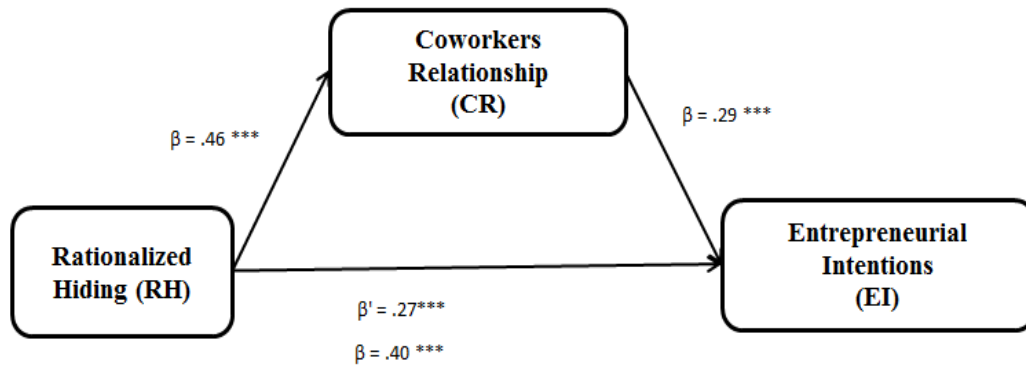 Coworkers
Relationship
(CR)
β = .46 ***
β = .29 ***
Rationalized
Hiding (RH)
Entrepreneurial
Intentions
(EI)
β' = .27***
β = .40 ***